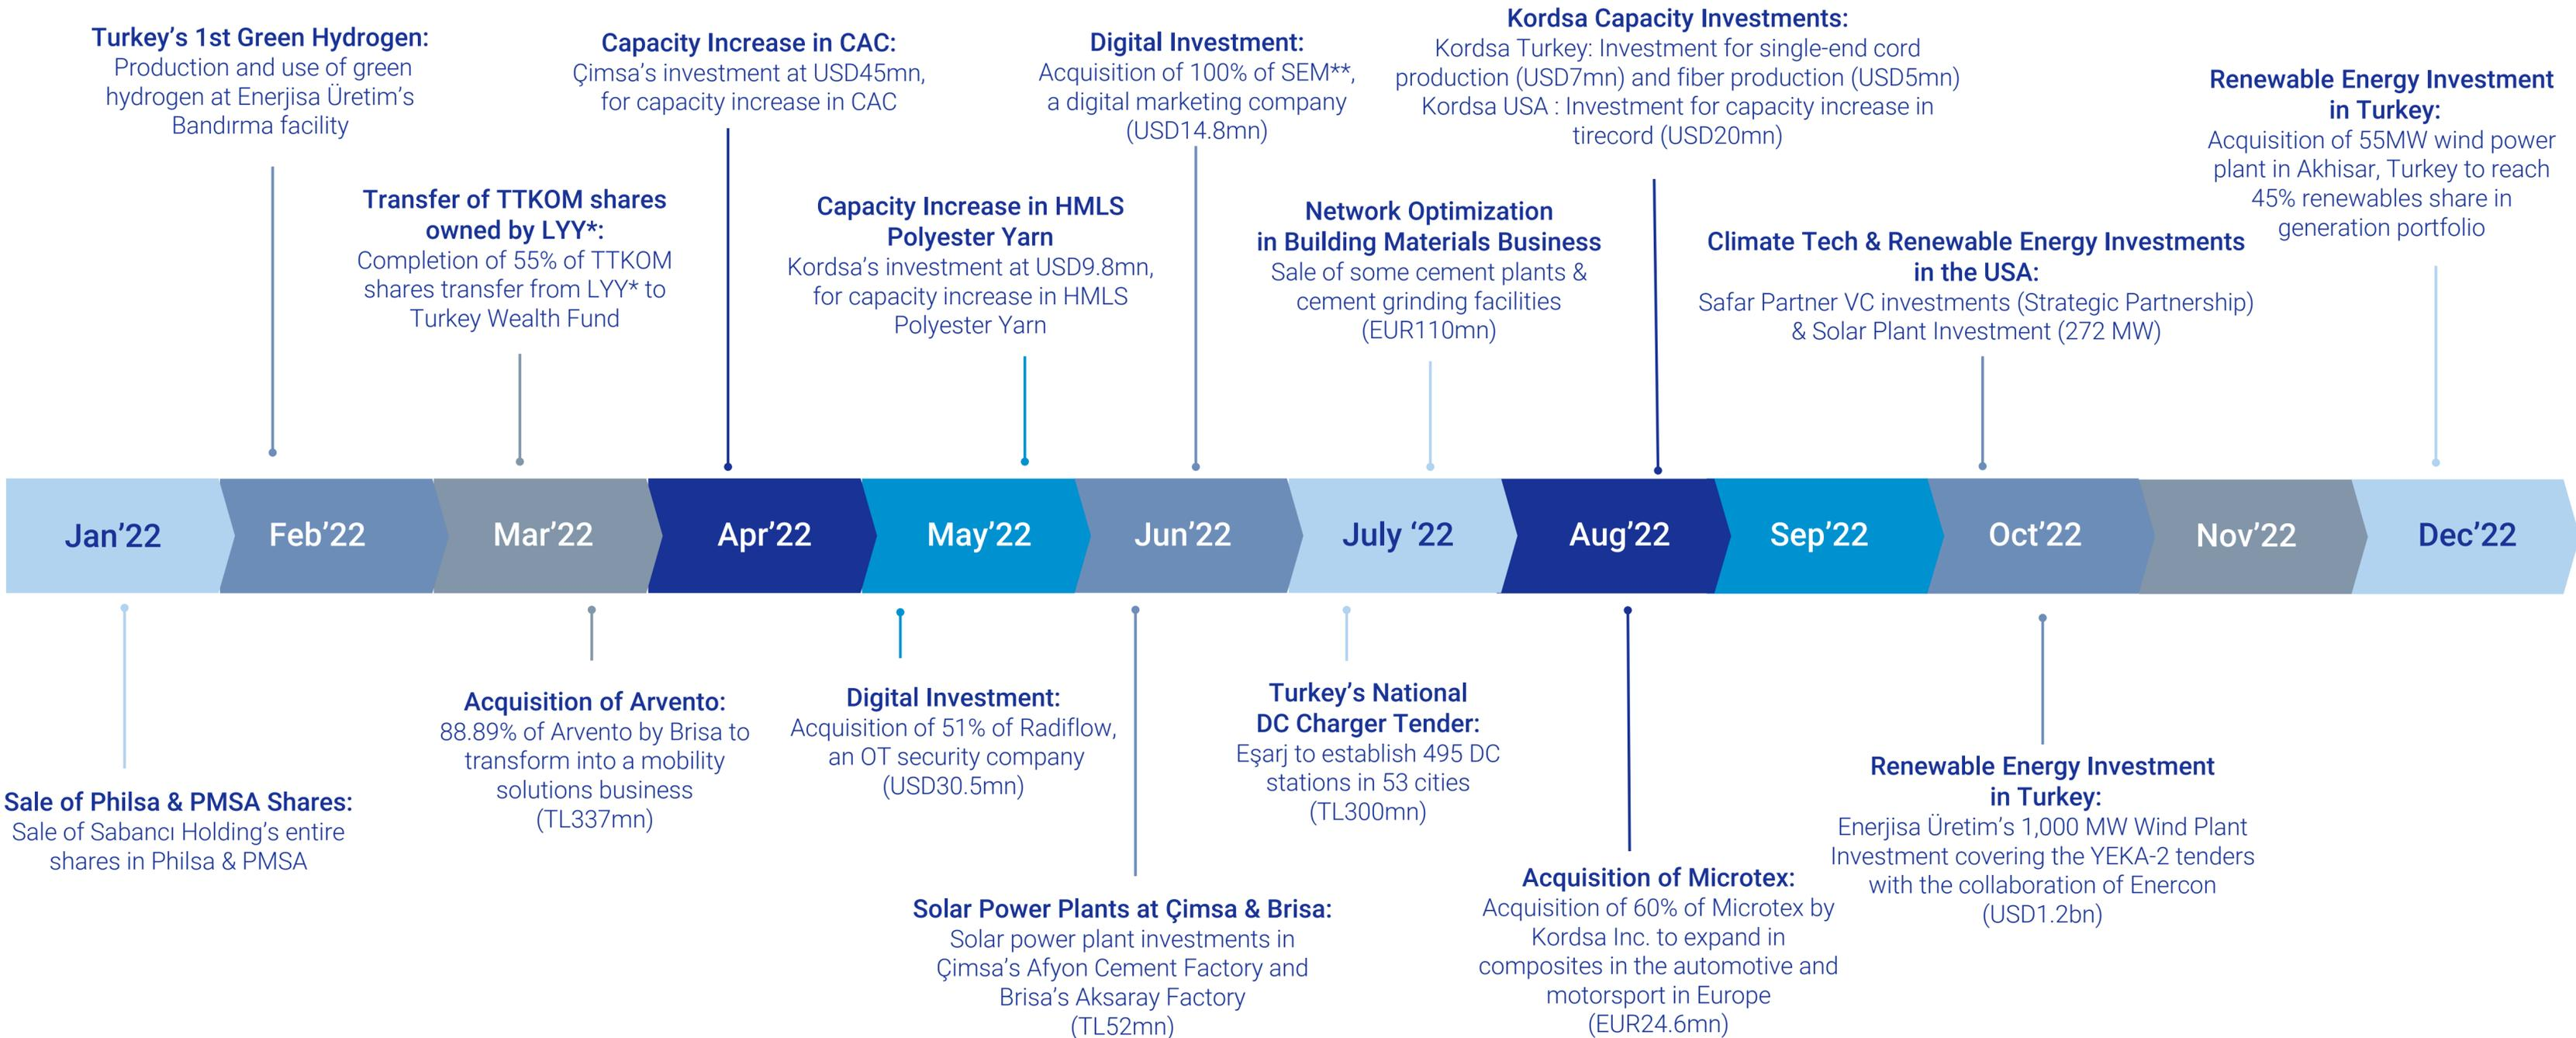 Turkey's 1st Green Hydrogen:
Production and use of green
hydrogen at Enerjisa Üretim's
Bandırma facility
Transfer of TTKOM shares
owned by LYY*:
Completion of 55% of TTKOM
shares transfer from LYY* to
Turkey Wealth Fund
Capacity Increase in CAC:
Çimsa's investment at USD45mn,
for capacity increase in CAC
Capacity Increase in HMLS
Polyester Yarn
Kordsa's investment at USD9.8mn,
for capacity increase in HMLS
Polyester Yarn
Digital Investment:
Acquisition of 100% of SEM**,
a digital marketing company
(USD14.8mn)
Network Optimization
in Building Materials Business
Sale of some cement plants &
cement grinding facilities
(EUR110mn)
Kordsa Capacity Investments:
Kordsa Turkey: Investment for single-end cord
production (USD7mn) and fiber production (USD5mn)
Kordsa USA : Investment for capacity increase in
tirecord (USD20mn)
Climate Tech & Renewable Energy Investments
in the USA:
Safar Partner VC investments (Strategic Partnership)
& Solar Plant Investment (272 MW)
Renewable Energy Investment
in Turkey:
Acquisition of 55MW wind power
plant in Akhisar, Turkey to reach
45% renewables share in
generation portfolio
Jan'22
Feb'22
Mar'22
Apr'22
May'22
Jun'22
July '22
Aug'22
Sep'22
Oct'22
Nov'22
Dec'22
Sale of Philsa & PMSA Shares:
Sale of Sabancı Holding's entire
shares in Philsa & PMSA
Acquisition of Arvento:
88.89% of Arvento by Brisa to
transform into a mobility
solutions business
(TL337mn)
Digital Investment:
Acquisition of 51% of Radiflow,
an OT security company
(USD30.5mn)
Solar Power Plants at Çimsa & Brisa:
Solar power plant investments in
Çimsa's Afyon Cement Factory and
Brisa's Aksaray Factory
(TL52mn)
Turkey's National
DC Charger Tender:
Eşarj to establish 495 DC
stations in 53 cities
(TL300mn)
Acquisition of Microtex:
Acquisition of 60% of Microtex by
Kordsa Inc. to expand in
composites in the automotive and
motorsport in Europe
(EUR24.6mn)
Renewable Energy Investment
in Turkey:
Enerjisa Üretim's 1,000 MW Wind Plant
Investment covering the YEKA-2 tenders
with the collaboration of Enercon
(USD1.2bn)